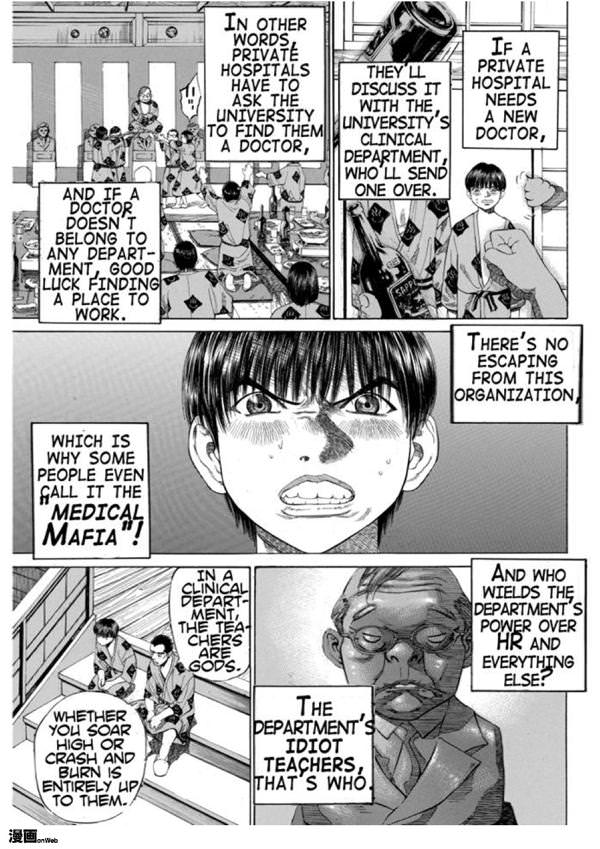 IF A
PRIVATE
HOSPITAL
NEEDS
A NEW
DOCTOR,
THEY'LL
DISCUSS IT
WITH THE
UNIVERSITY'S
CLINICAL
DEPARTMENT,
WHO'LL SEND
ONE OVER.
IN OTHER
WORDS,
PRIVATE
HOSPITALS
HAVE TO
ASK THE
UNIVERSITY
TO FIND THEM
A DOCTOR,
AND IF A
DOCTOR
DOESN'T
BELONG TO
ANY DEPART-
MENT, GOOD
LUCK FINDING
A PLACE TO
WORK.
THERE'S NO
ESCAPING
FROM THIS
ORGANIZATION,
WHICH IS
WHY SOME
PEOPLE EVEN
CALL IT THE
"MEDICAL
MAFIA"!
AND WHO
WIELDS THE
DEPARTMENT'S
POWER OVER
HR AND
EVERYTHING
ELSE?
THE
DEPARTMENT'S
IDIOT
TEACHERS,
THAT'S WHO.
IN A
CLINICAL
DEPART-
MENT,
THE TEA-
CHERS
ARE
GODS.
WHETHER
YOU SOAR
HIGH OR
CRASH AND
BURN IS
ENTIRELY UP
TO THEM.
漫画onWeb